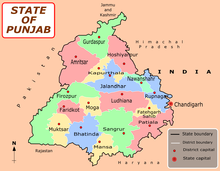 STATE
OF
PUNJAB
Jammu
and Kashmir
Himachal
Pradesh
Pakistan
INDIA
Gurdaspur
Hoshiyarpur
Amritsar
Kapurthala
Nawanshahr
Jalandhar
Rupnagar
Chandigarh
Firozpur
Ludhiana
Moga
Fatehgarh
Sahib
Faridkot
Patiala
Muktsar
Sangrur
Bhatinda
Mansa
N
Rajasthan
Haryana
State boundary
District boundary
District capital
State capital